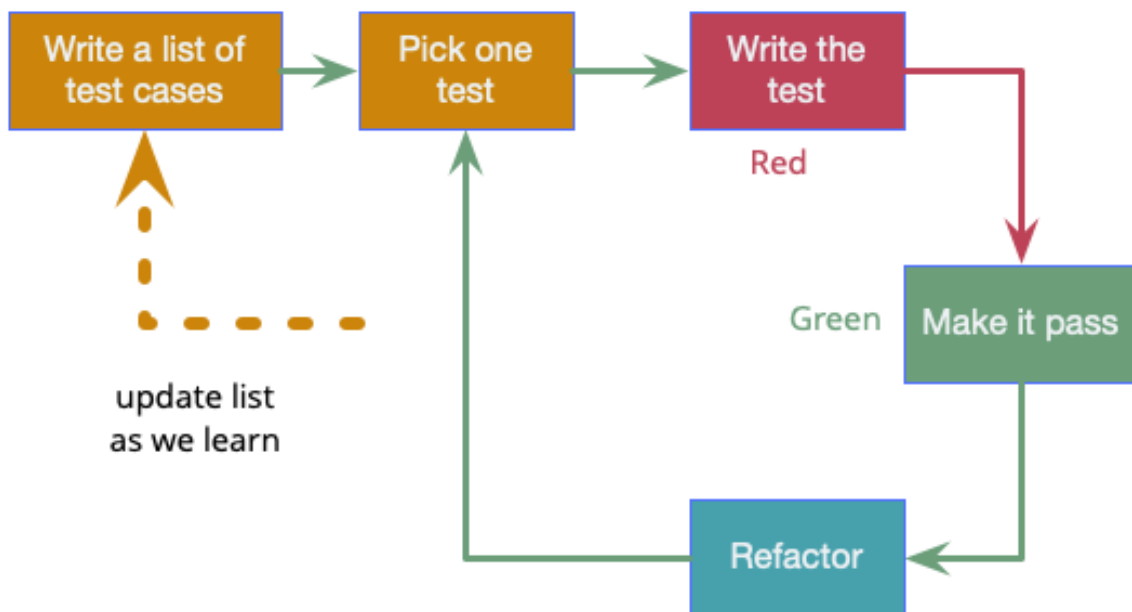 Write a list of
test cases
Pick one
test
Write the
test
Red
Green
Make it pass
update list
as we learn
Refactor